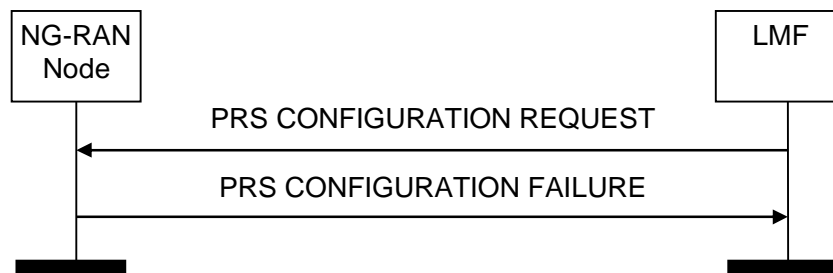 NG-RAN
Node
LMF
PRS CONFIGURATION REQUEST
PRS CONFIGURATION FAILURE